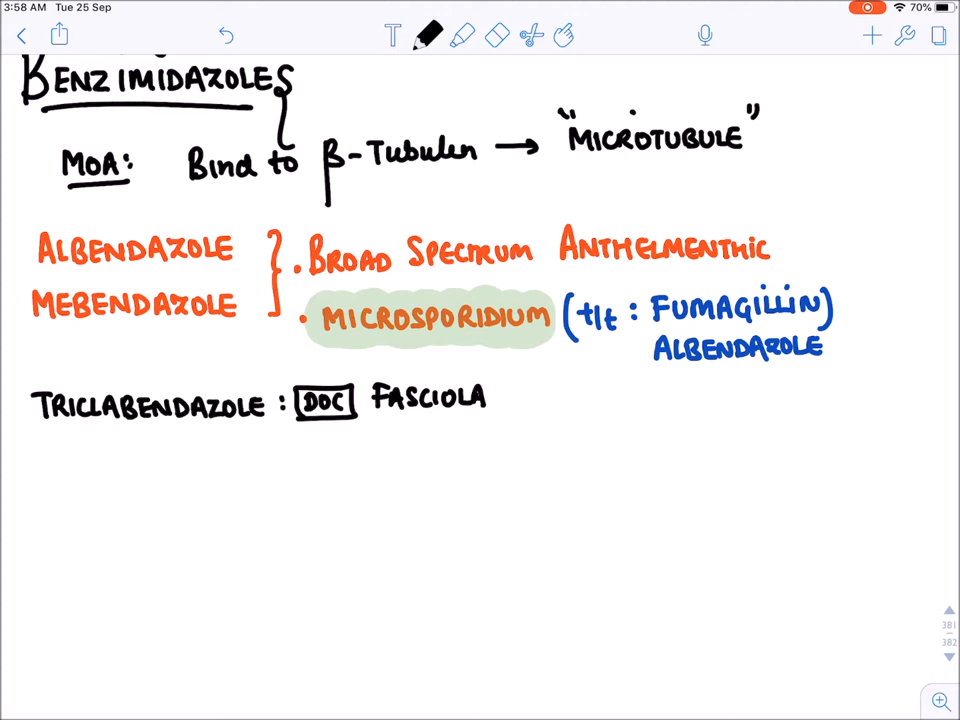 3:58 AM Tue 25 Sep 70%
BENZIMIDAZOLES
MOA: Bind to β-Tubulin → "MICROTUBULE"
ALBENDAZOLE } • BROAD SPECTRUM ANTHELMENTHIC
MEBENDAZOLE • MICROSPORIDIUM (t/t : FUMAGILLIN)
ALBENDAZOLE
TRICLABENDAZOLE : DOC FASCIOLA
381
382